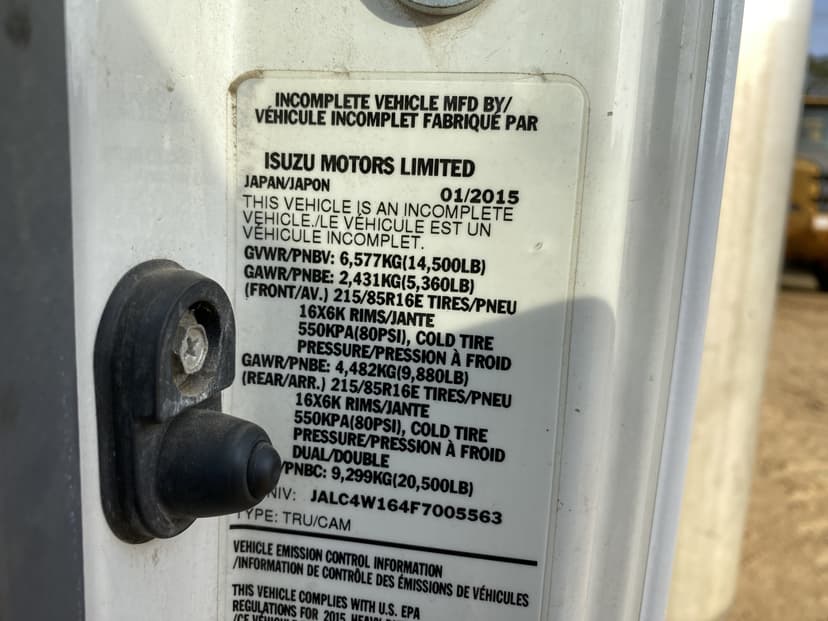 INCOMPLETE VEHICLE MFD BY/
VÉHICULE INCOMPLET FABRIQUÉ PAR
ISUZU MOTORS LIMITED
JAPAN/JAPON 01/2015
THIS VEHICLE IS AN INCOMPLETE
VEHICLE./LE VÉHICULE EST UN
VÉHICULE INCOMPLET.
GVWR/PNBV: 6,577KG(14,500LB)
GAWR/PNBE: 2,431KG(5,360LB)
(FRONT/AV.) 215/85R16E TIRES/PNEU
16X6K RIMS/JANTE
550KPA(80PSI), COLD TIRE
PRESSURE/PRESSION À FROID
GAWR/PNBE: 4,482KG(9,880LB)
(REAR/ARR.) 215/85R16E TIRES/PNEU
16X6K RIMS/JANTE
550KPA(80PSI), COLD TIRE
PRESSURE/PRESSION À FROID
DUAL/DOUBLE
/PNBC: 9,299KG(20,500LB)
NIV: JALC4W164F7005563
TYPE: TRU/CAM
VEHICLE EMISSION CONTROL INFORMATION
/INFORMATION DE CONTRÔLE DES ÉMISSIONS DE VÉHICULES
THIS VEHICLE COMPLIES WITH U.S. EPA
REGULATIONS FOR 2015